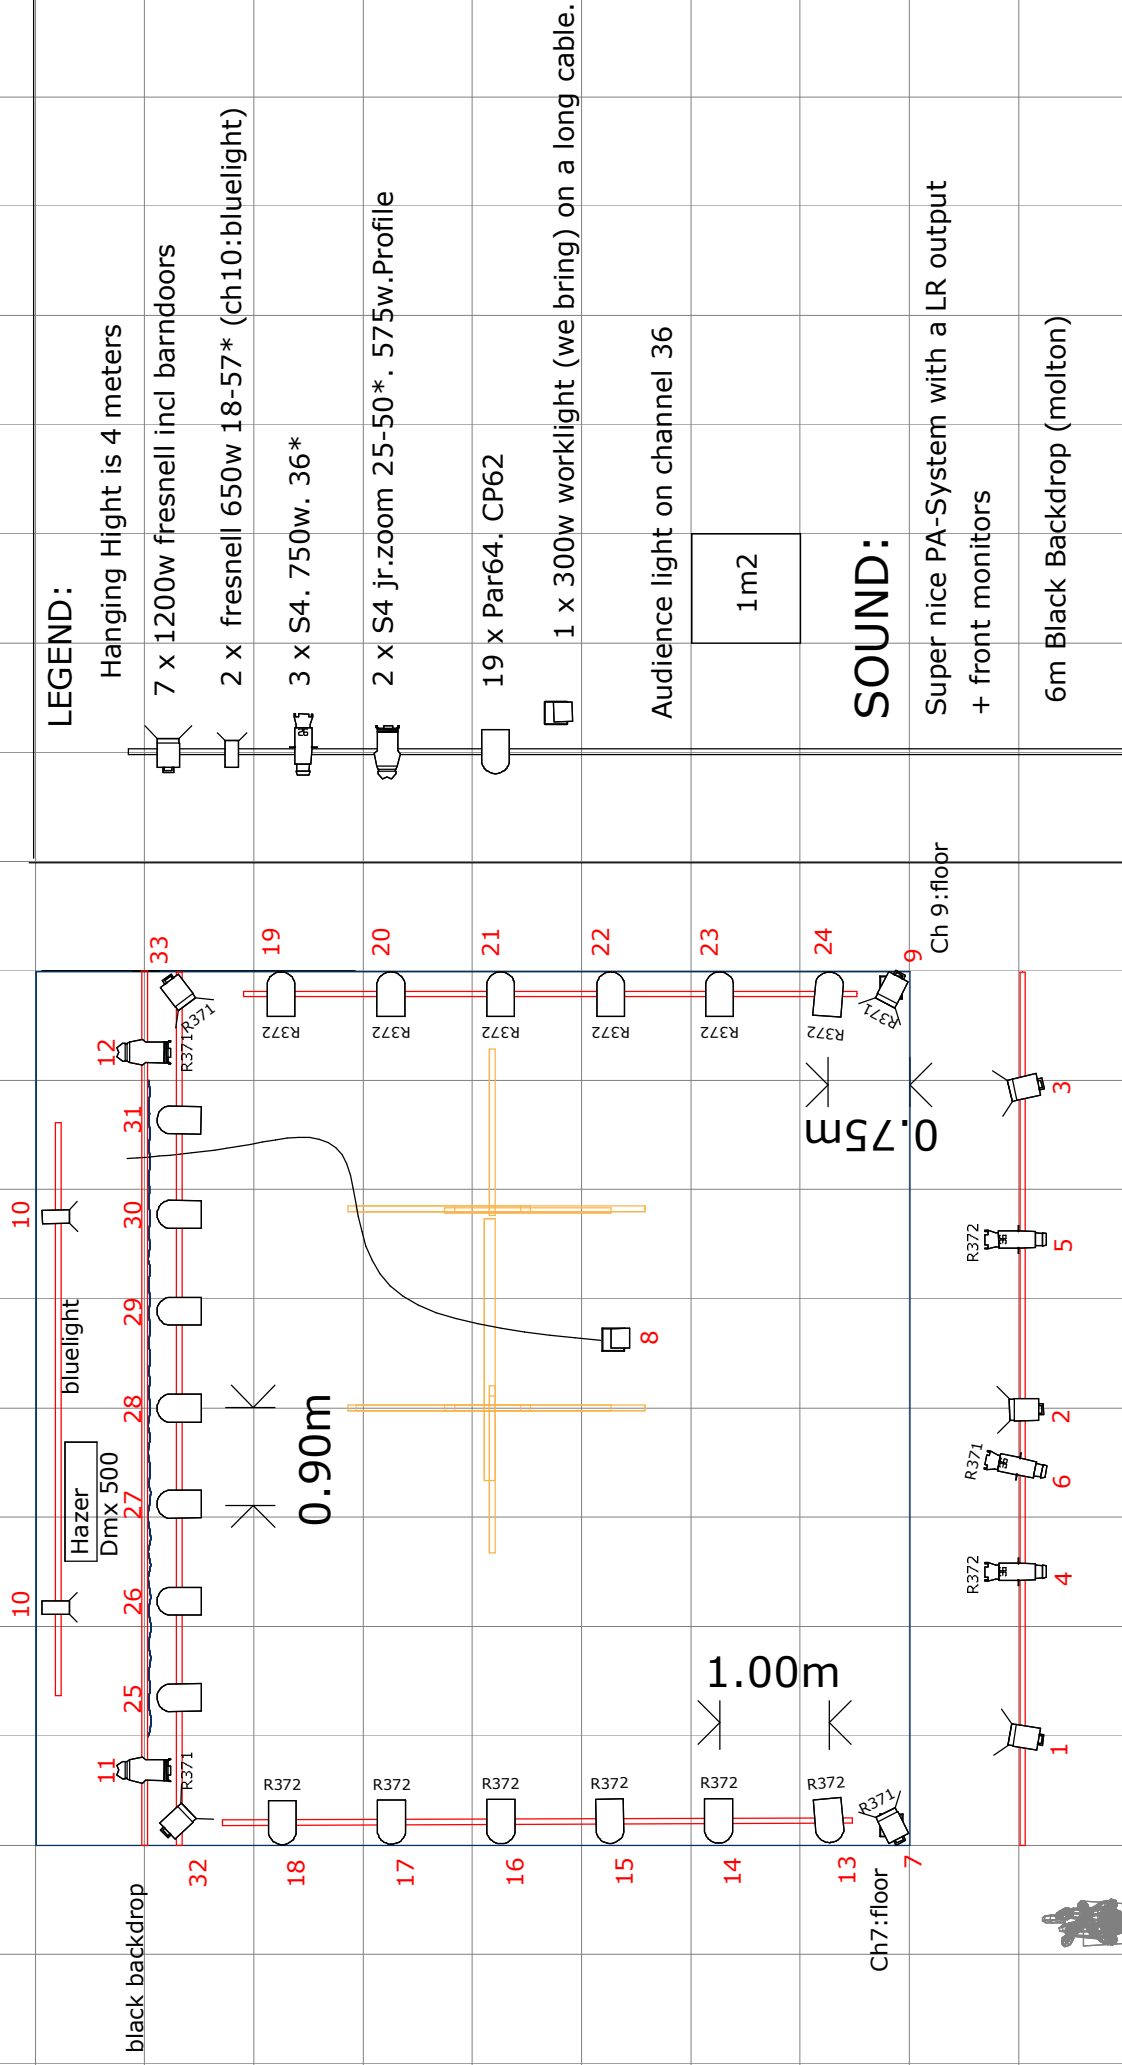 LEGEND:
Hanging Hight is 4 meters
7 x 1200w fresnell incl barndoors
2 x fresnell 650w 18-57* (ch10:bluelight)
3 x S4. 750w. 36*
2 x S4 jr.zoom 25-50*. 575w.Profile
19 x Par64. CP62
1 x 300w worklight (we bring) on a long cable.
Audience light on channel 36
1m2
SOUND:
Super nice PA-System with a LR output
+ front monitors
6m Black Backdrop (molton)
36
10
10
bluelight
Hazer
Dmx 500
black backdrop
11
25
26
27
28
29
30
31
12
33
32
R371
R371
R371
0.90m
18
R372
R372
19
17
R372
R372
20
16
R372
R372
21
15
R372
R372
22
14
R372
R372
23
13
R372
R372
24
8
1.00m
0.75m
Ch7:floor
7
R371
R371
9
Ch 9:floor
R372
R371
R372
36
36
36
1
4
6
2
5
3